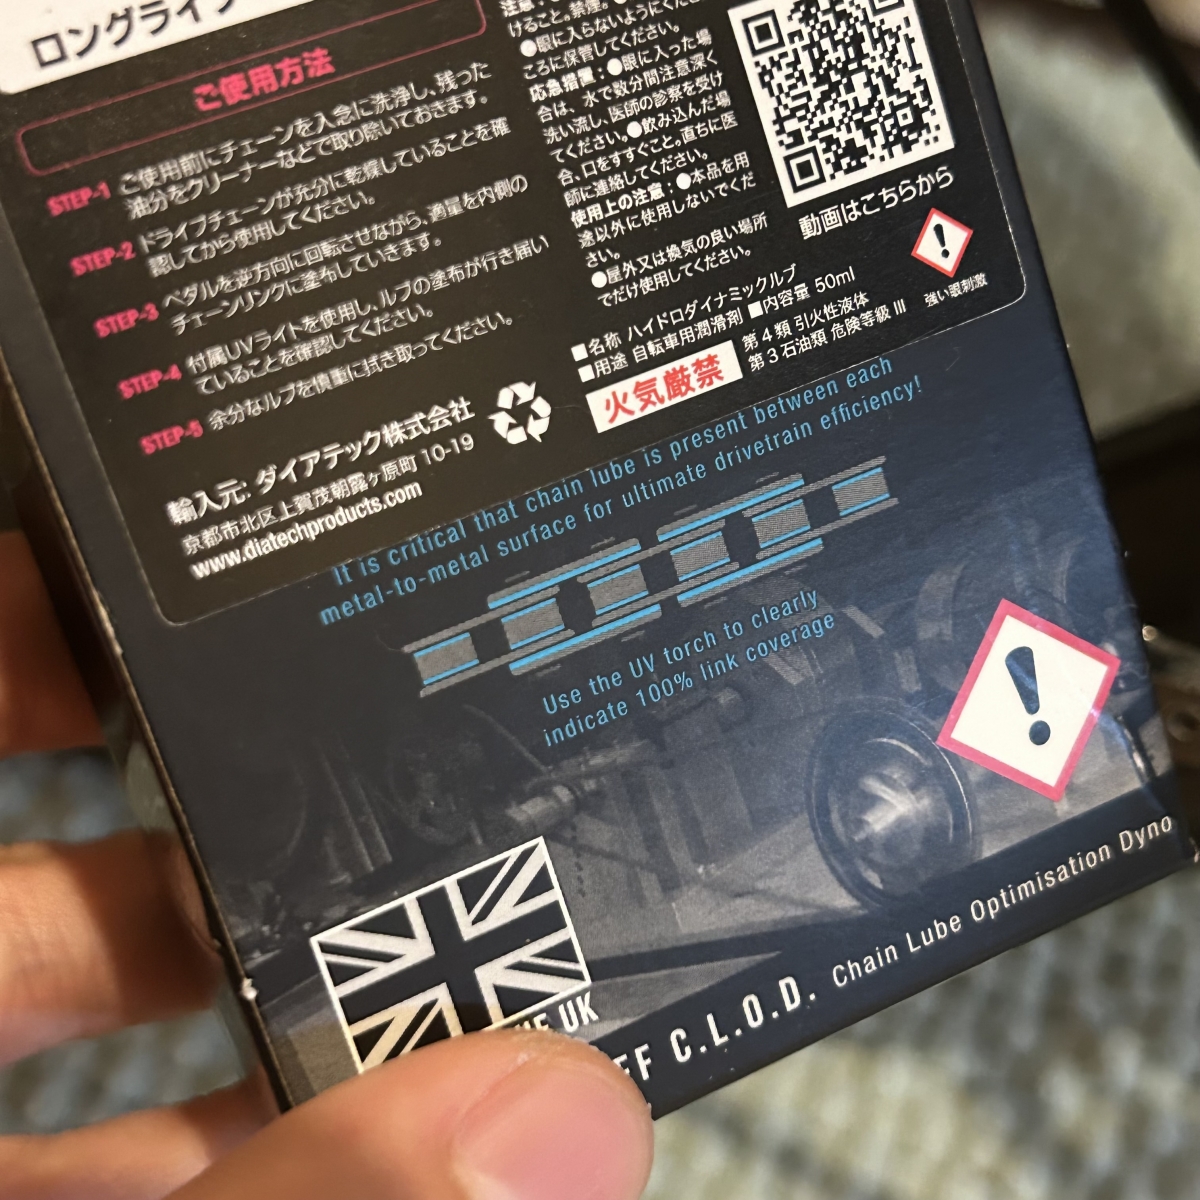 ロングライフ
ご使用方法
STEP-1 ご使用前にチェーンを入念に洗浄し、残った
油分をクリーナーなどで取り除いておきます。
STEP-2 ドライブチェーンが充分に乾燥していることを確
認してから使用してください。
STEP-3 ペダルを逆方向に回転させながら、適量を内側の
チェーンリンクに塗布していきます。
STEP-4 付属UVライトを使用し、ルブの塗布が行き届い
ていることを確認してください。
STEP-5 余分なルブを慎重に拭き取ってください。
輸入元: ダイアテック株式会社
京都市北区上賀茂朝露ヶ原町 10-19
www.diatechproducts.com
けること。禁煙。
●眼に入らないようにくだ
ころに保管してください。
応急措置:●眼に入った場
合は、水で数分間注意深く
洗い流し、医師の診察を受け
てください。●飲み込んだ場
合、口をすすぐこと。直ちに医
師に連絡してください。
使用上の注意:●本品を用
途以外に使用しないでくだ
さい。
●屋外又は換気の良い場所
でだけ使用してください。
動画はこちらから
強い眼刺激
■名称 ハイドロダイナミックルブ
■用途 自転車用潤滑剤 ■内容量 50ml
火気厳禁
第4類 引火性液体
第3石油類 危険等級 III
It is critical that chain lube is present between each
metal-to-metal surface for ultimate drivetrain efficiency!
Use the UV torch to clearly
indicate 100% link coverage
UK
C.L.O.D. Chain Lube Optimisation Dyno